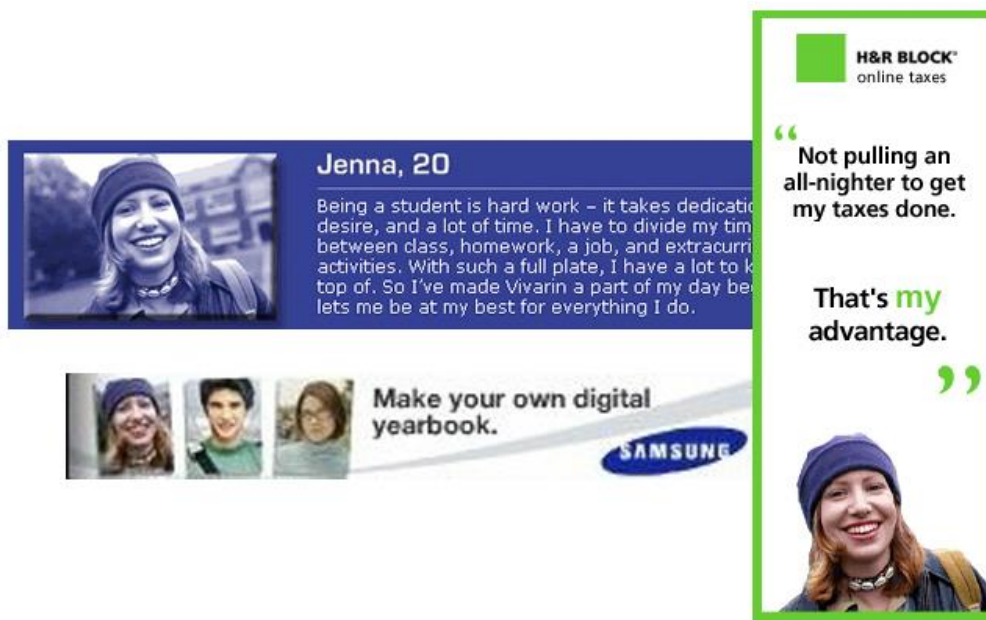 H&R BLOCK®
online taxes
“
Not pulling an
all-nighter to get
my taxes done.
That's my
advantage.
”
Jenna, 20
Being a student is hard work – it takes dedicatio
desire, and a lot of time. I have to divide my tim
between class, homework, a job, and extracurri
activities. With such a full plate, I have a lot to k
top of. So I've made Vivarin a part of my day be
lets me be at my best for everything I do.
Make your own digital
yearbook.
SAMSUNG